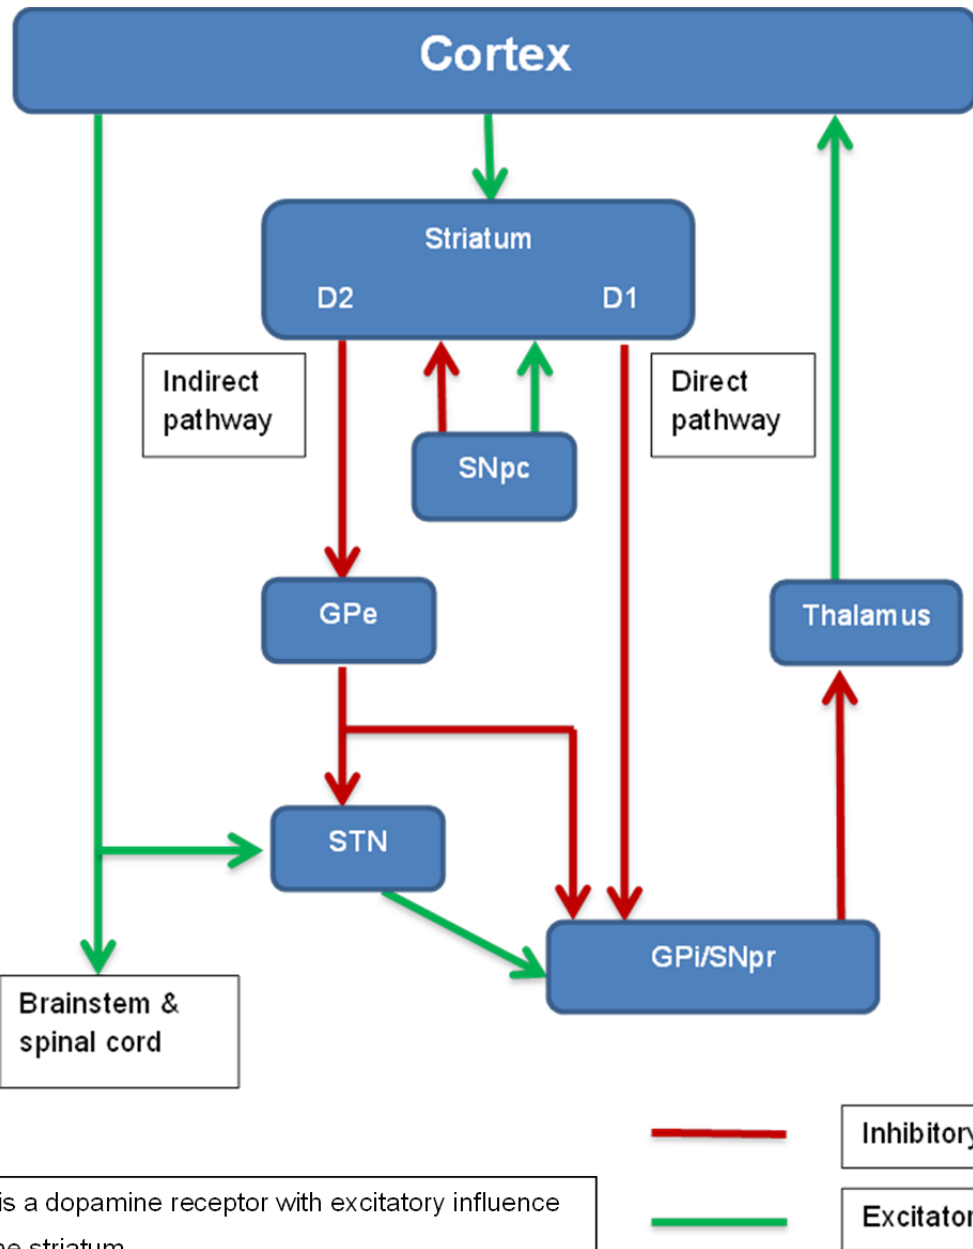 Cortex
Striatum
D2
D1
Indirect
pathway
Direct
pathway
SNpc
GPe
Thalamus
STN
GPi/SNpr
Brainstem &
spinal cord
Inhibitory
is a dopamine receptor with excitatory influence
Excitator
striatum